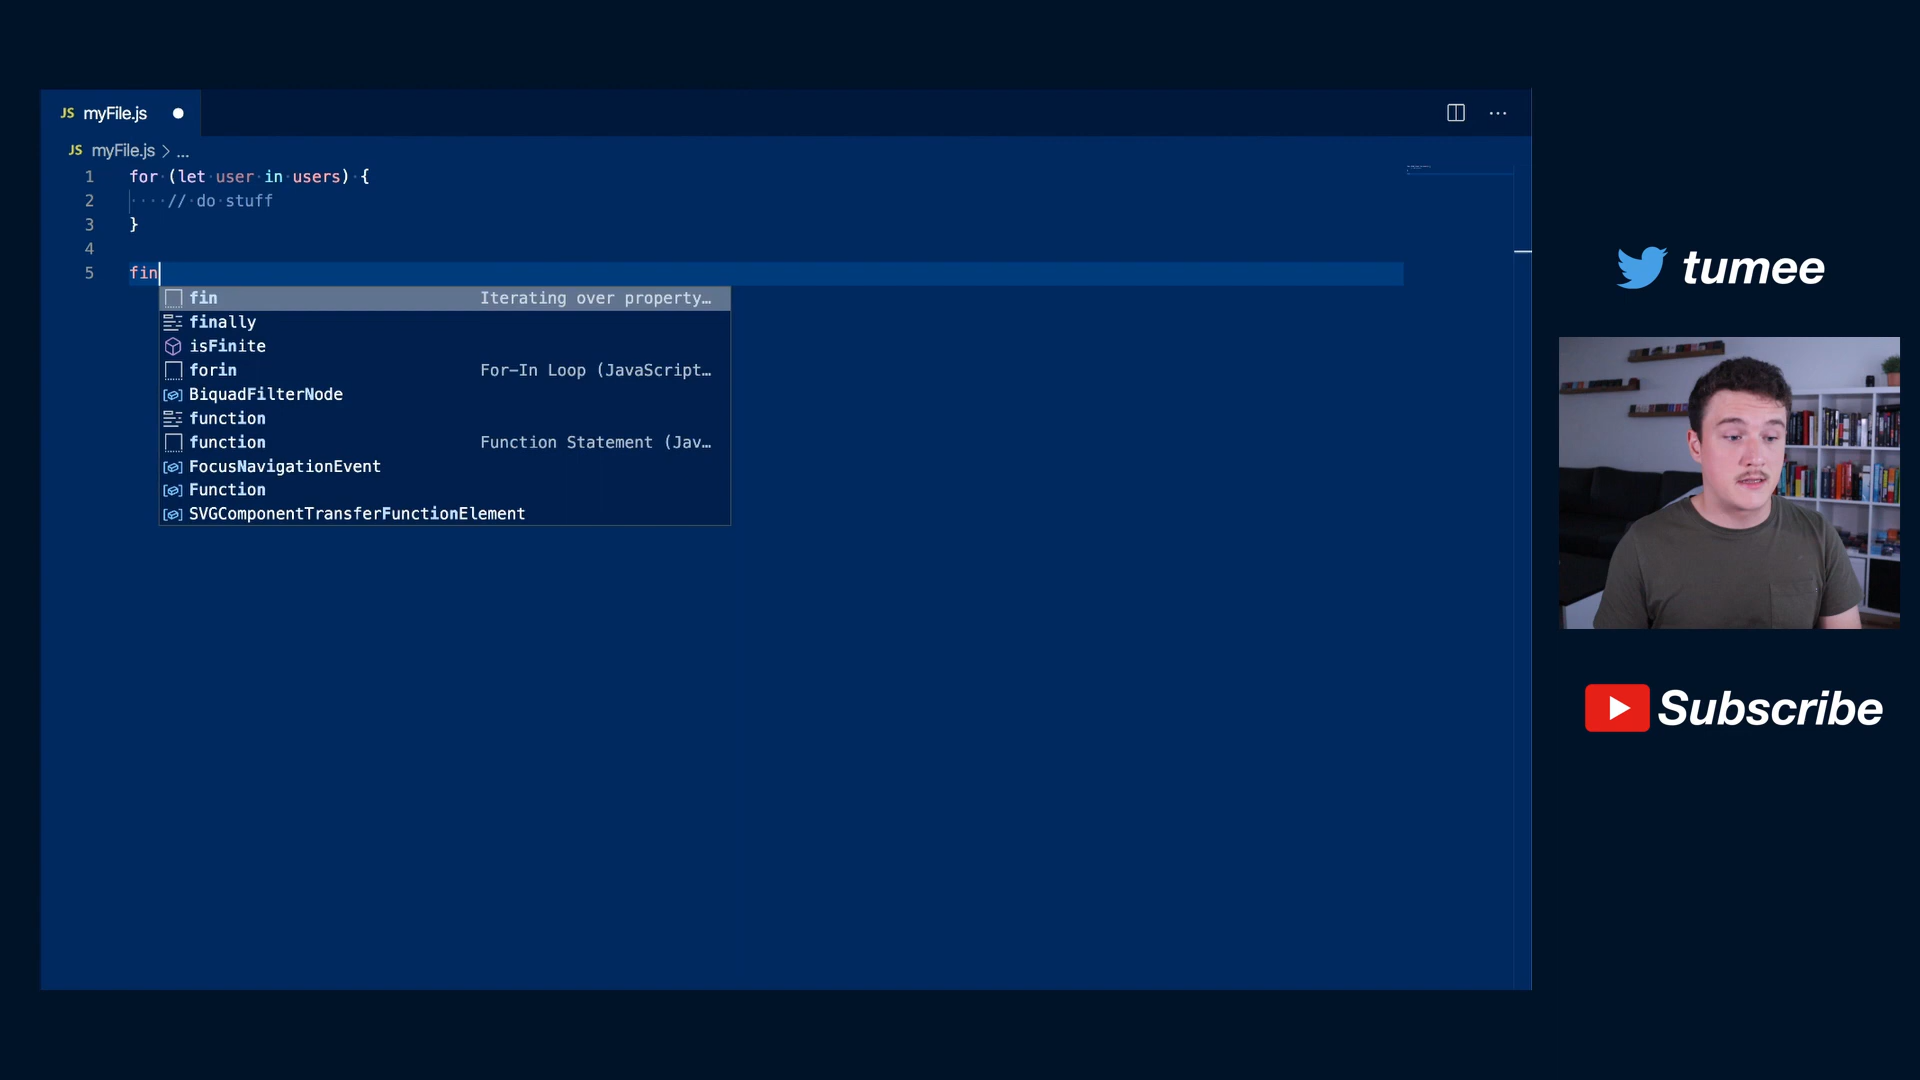 JS myFile.js
JS myFile.js > ...
1 for (let user in users) {
2 // do stuff
3 }
4
5 fin
fin Iterating over property...
finally
isFinite
forin For-In Loop (JavaScript...
BiquadFilterNode
function
function Function Statement (Jav...
FocusNavigationEvent
Function
SVGComponentTransferFunctionElement
tumee
Subscribe